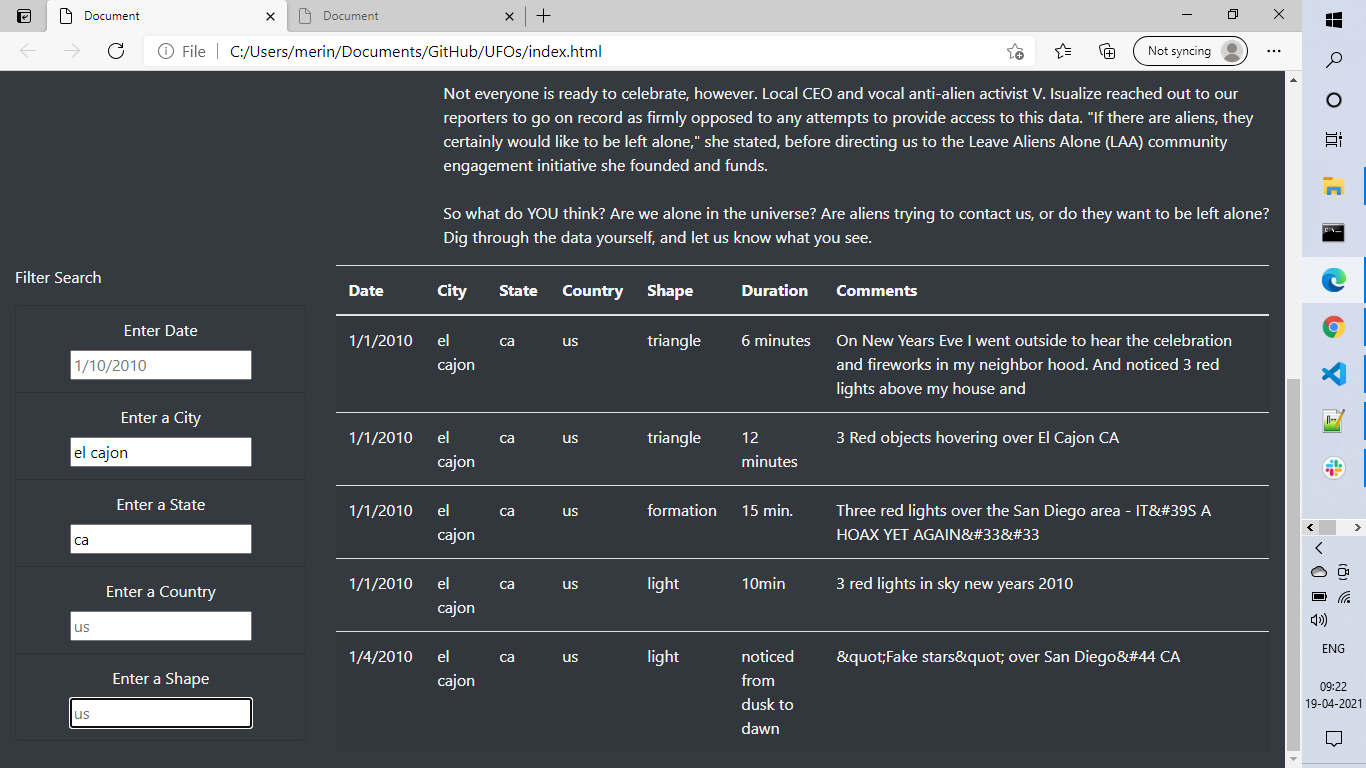 Document
Document
File
C:/Users/merin/Documents/GitHub/UFOs/index.html
Not syncing
Not everyone is ready to celebrate, however. Local CEO and vocal anti-alien activist V. Isualize reached out to our
reporters to go on record as firmly opposed to any attempts to provide access to this data. "If there are aliens, they
certainly would like to be left alone," she stated, before directing us to the Leave Aliens Alone (LAA) community
engagement initiative she founded and funds.
So what do YOU think? Are we alone in the universe? Are aliens trying to contact us, or do they want to be left alone?
Dig through the data yourself, and let us know what you see.
Filter Search
Enter Date
1/10/2010
Enter a City
el cajon
Enter a State
ca
Enter a Country
us
Enter a Shape
us
Date City State Country Shape Duration Comments
1/1/2010 el ca us triangle 6 minutes On New Years Eve I went outside to hear the celebration
cajon and fireworks in my neighbor hood. And noticed 3 red
lights above my house and
1/1/2010 el ca us triangle 12 3 Red objects hovering over El Cajon CA
cajon minutes
1/1/2010 el ca us formation 15 min. Three red lights over the San Diego area - IT&#39S A
cajon HOAX YET AGAIN&#33&#33
1/1/2010 el ca us light 10min 3 red lights in sky new years 2010
cajon
1/4/2010 el ca us light noticed &quot;Fake stars&quot; over San Diego&#44 CA
cajon from
dusk to
dawn
ENG
09:22
19-04-2021